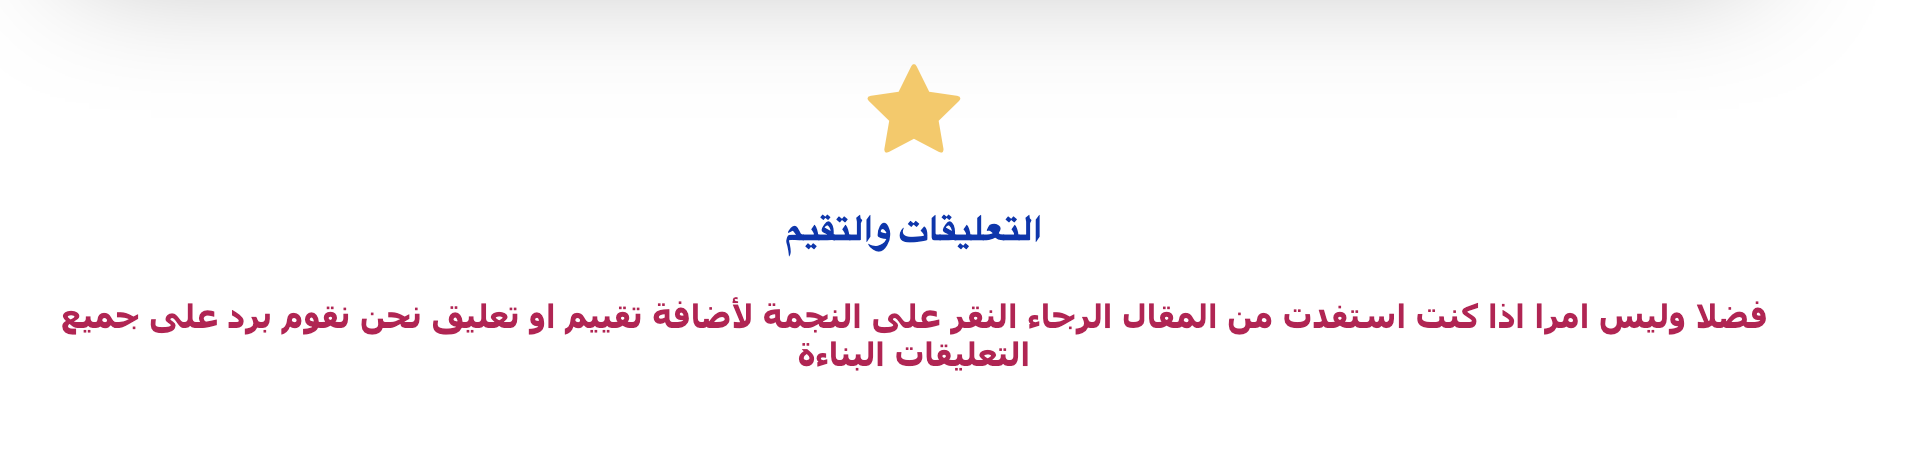 التعليقات والتقيم
فضلا وليس امرا اذا كنت استفدت من المقال الرجاء النقر على النجمة لأضافة تقييم او تعليق نحن نقوم برد على جميع
التعليقات البناءة